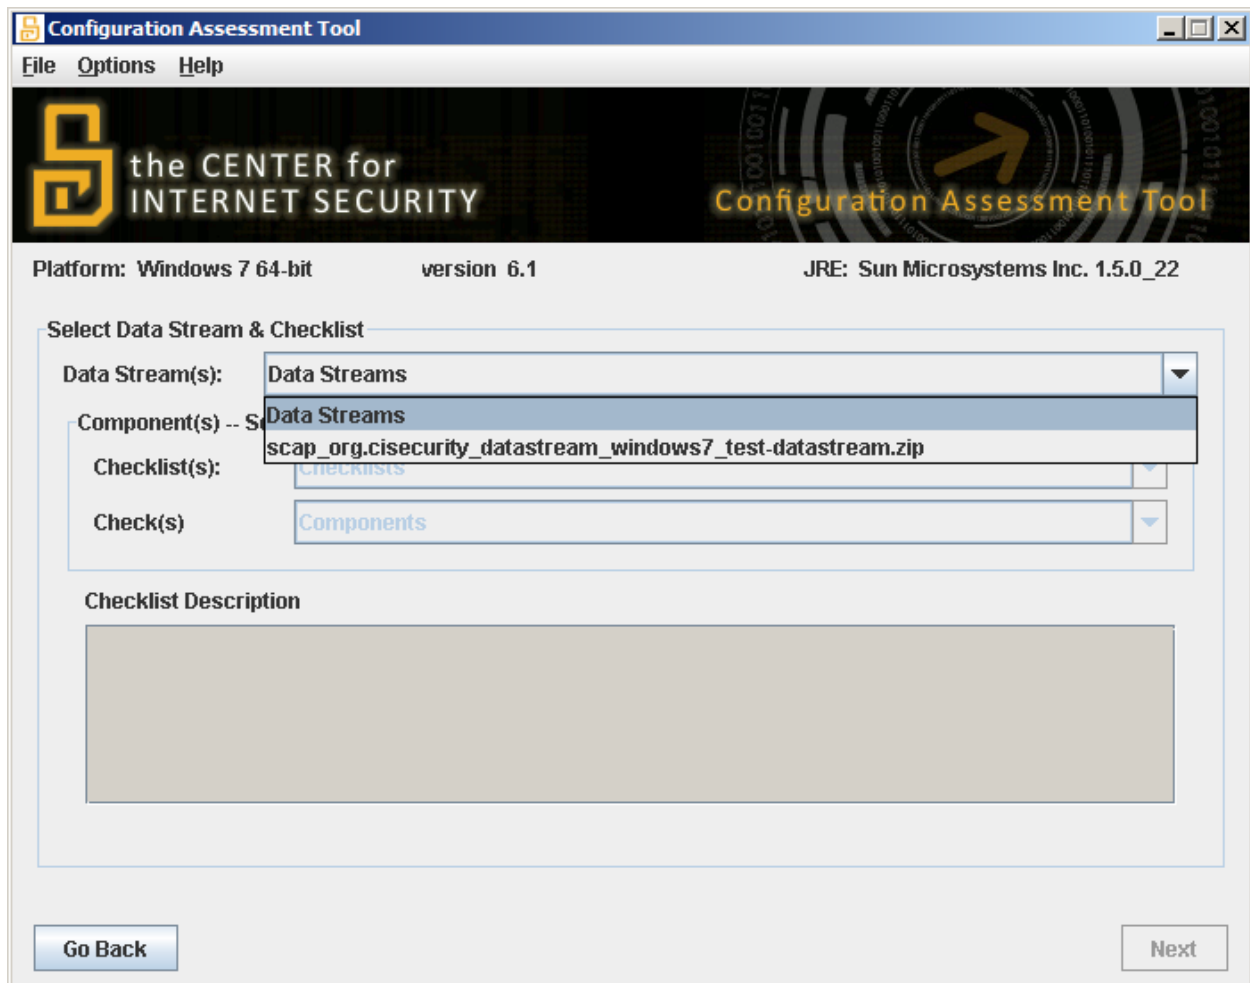 Configuration Assessment Tool
File Options Help
the CENTER for
INTERNET SECURITY
Configuration Assessment Tool
Platform: Windows 7 64-bit version 6.1 JRE: Sun Microsystems Inc. 1.5.0_22
Select Data Stream & Checklist
Data Stream(s): Data Streams
Data Streams
Component(s) --
scap_org.cisecurity_datastream_windows7_test-datastream.zip
Checklist(s): Checklists
Check(s) Components
Checklist Description
Go Back Next